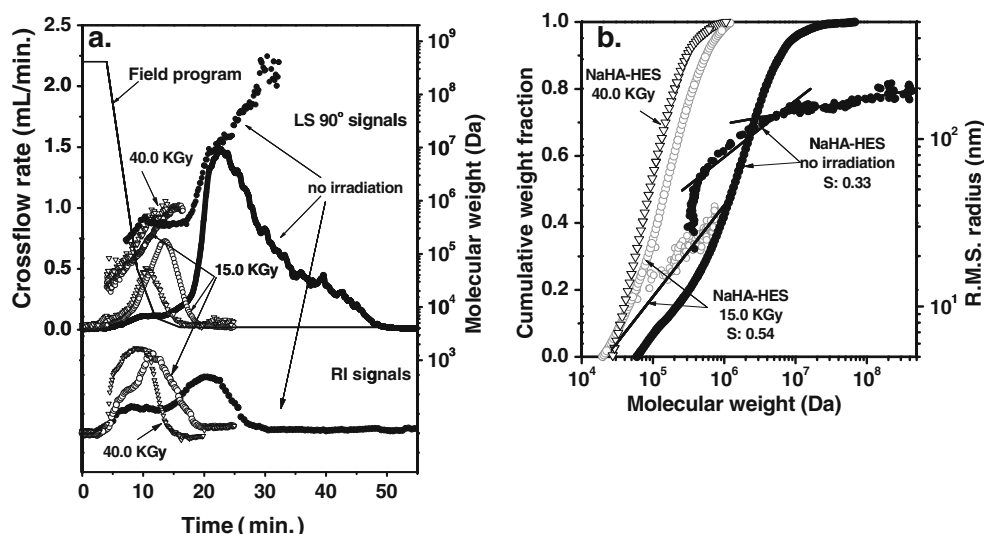 a.
Crossflow rate (mL/min.)
2.5
2.0
1.5
1.0
0.5
0.0
Field program
LS 90° signals
40.0 KGy
no irradiation
15.0 KGy
RI signals
40.0 KGy
10⁹
10⁸
10⁷
10⁶
10⁵
10⁴
10³
Molecular weight (Da)
0 10 20 30 40 50
Time ( min. )
b.
Cumulative weight fraction
1.0
0.8
0.6
0.4
0.2
0.0
NaHA-HES
40.0 KGy
NaHA-HES
no irradiation
S: 0.33
NaHA-HES
15.0 KGy
S: 0.54
10²
10¹
R.M.S. radius (nm)
10⁴ 10⁵ 10⁶ 10⁷ 10⁸
Molecular weight (Da)